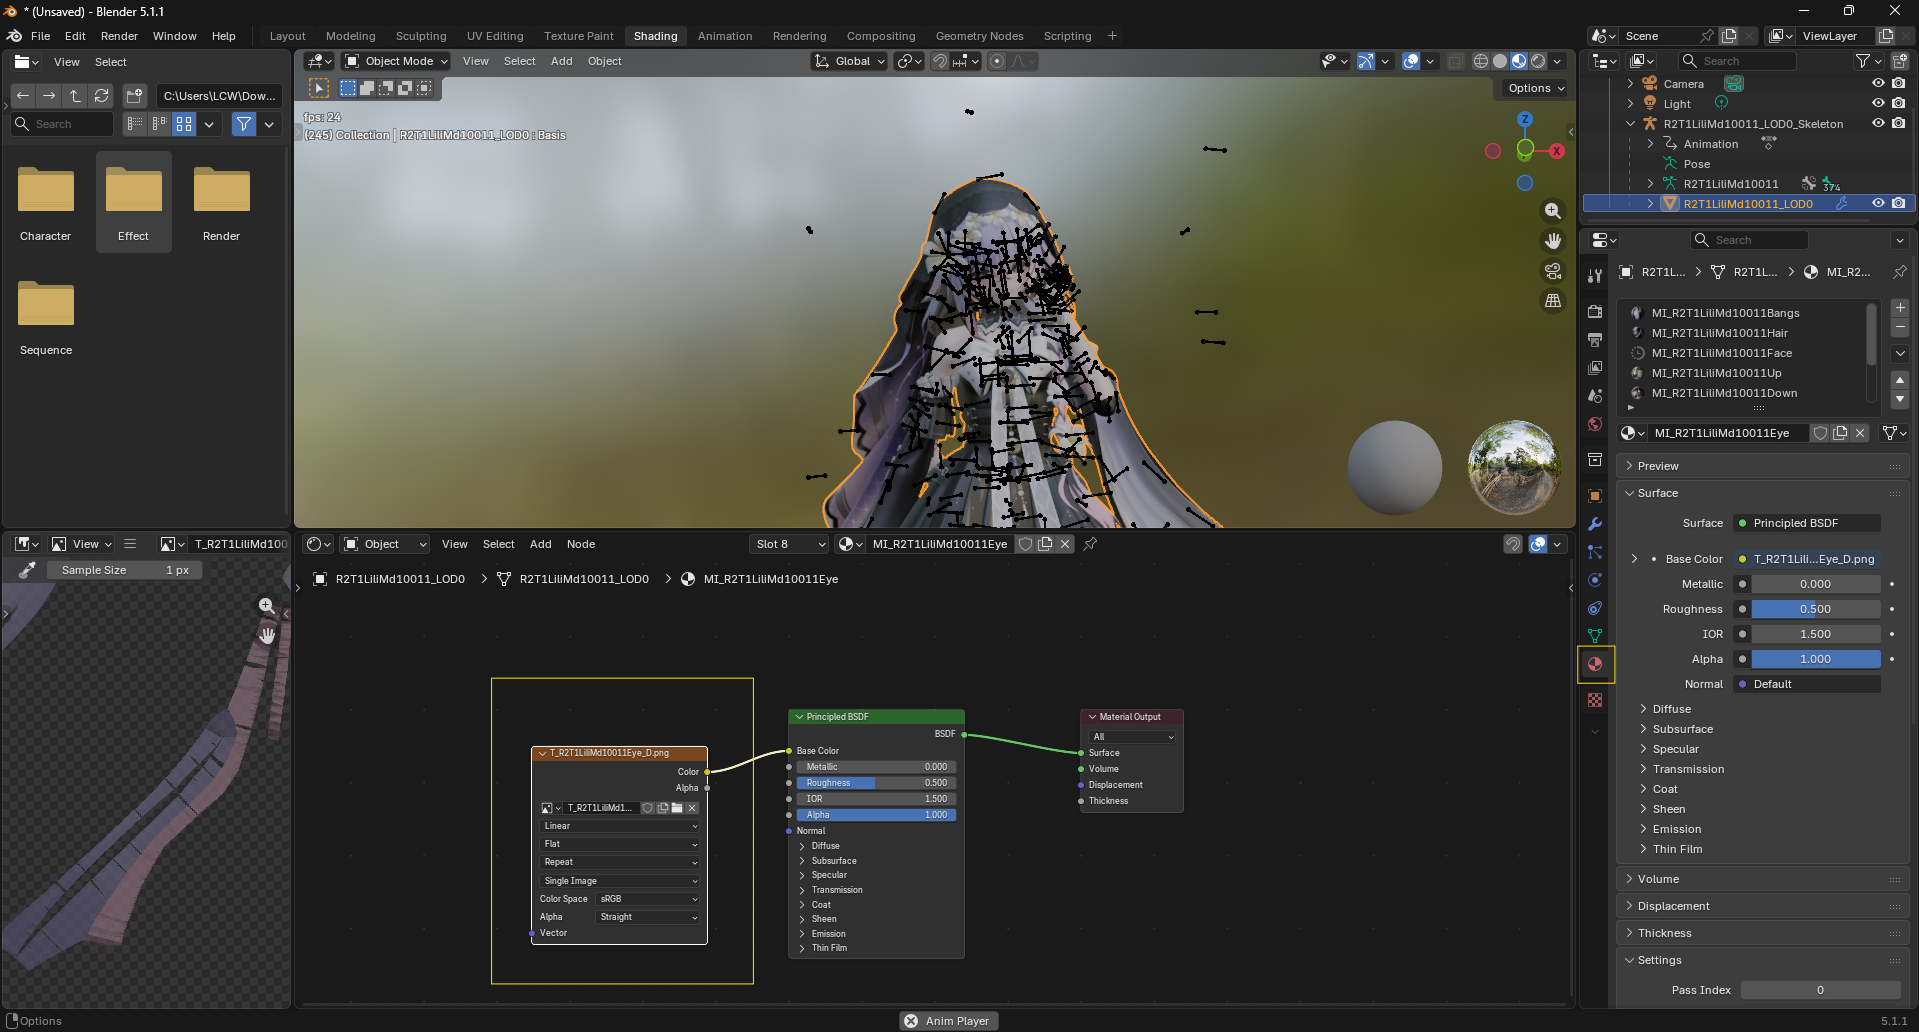 * (Unsaved) - Blender 5.1.1
File Edit Render Window Help
Layout Modeling Sculpting UV Editing Texture Paint Shading Animation Rendering Compositing Geometry Nodes Scripting +
Scene
ViewLayer
View Select
C:\Users\LCW\Dow...
Search
Character
Effect
Render
Sequence
Object Mode View Select Add Object
Global
Options
fps: 24
(245) Collection | R2T1LiliMd10011_LOD0 : Basis
Z
X
Search
Camera
Light
R2T1LiliMd10011_LOD0_Skeleton
Animation
Pose
R2T1LiliMd10011
374
R2T1LiliMd10011_LOD0
Search
R2T1L... R2T1L... MI_R2...
MI_R2T1LiliMd10011Bangs
MI_R2T1LiliMd10011Hair
MI_R2T1LiliMd10011Face
MI_R2T1LiliMd10011Up
MI_R2T1LiliMd10011Down
MI_R2T1LiliMd10011Eye
Preview
Surface
Surface Principled BSDF
Base Color T_R2T1Lili...Eye_D.png
Metallic 0.000
Roughness 0.500
IOR 1.500
Alpha 1.000
Normal Default
Diffuse
Subsurface
Specular
Transmission
Coat
Sheen
Emission
Thin Film
Volume
Displacement
Thickness
Settings
Pass Index 0
View
T_R2T1LiliMd100
Sample Size 1 px
Object View Select Add Node
Slot 8
MI_R2T1LiliMd10011Eye
R2T1LiliMd10011_LOD0 R2T1LiliMd10011_LOD0 MI_R2T1LiliMd10011Eye
T_R2T1LiliMd10011Eye_D.png
Color
Alpha
T_R2T1LiliMd1...
Linear
Flat
Repeat
Single Image
Color Space sRGB
Alpha Straight
Vector
Principled BSDF
BSDF
Base Color
Metallic 0.000
Roughness 0.500
IOR 1.500
Alpha 1.000
Normal
Diffuse
Subsurface
Specular
Transmission
Coat
Sheen
Emission
Thin Film
Material Output
All
Surface
Volume
Displacement
Thickness
Options
Anim Player
5.1.1